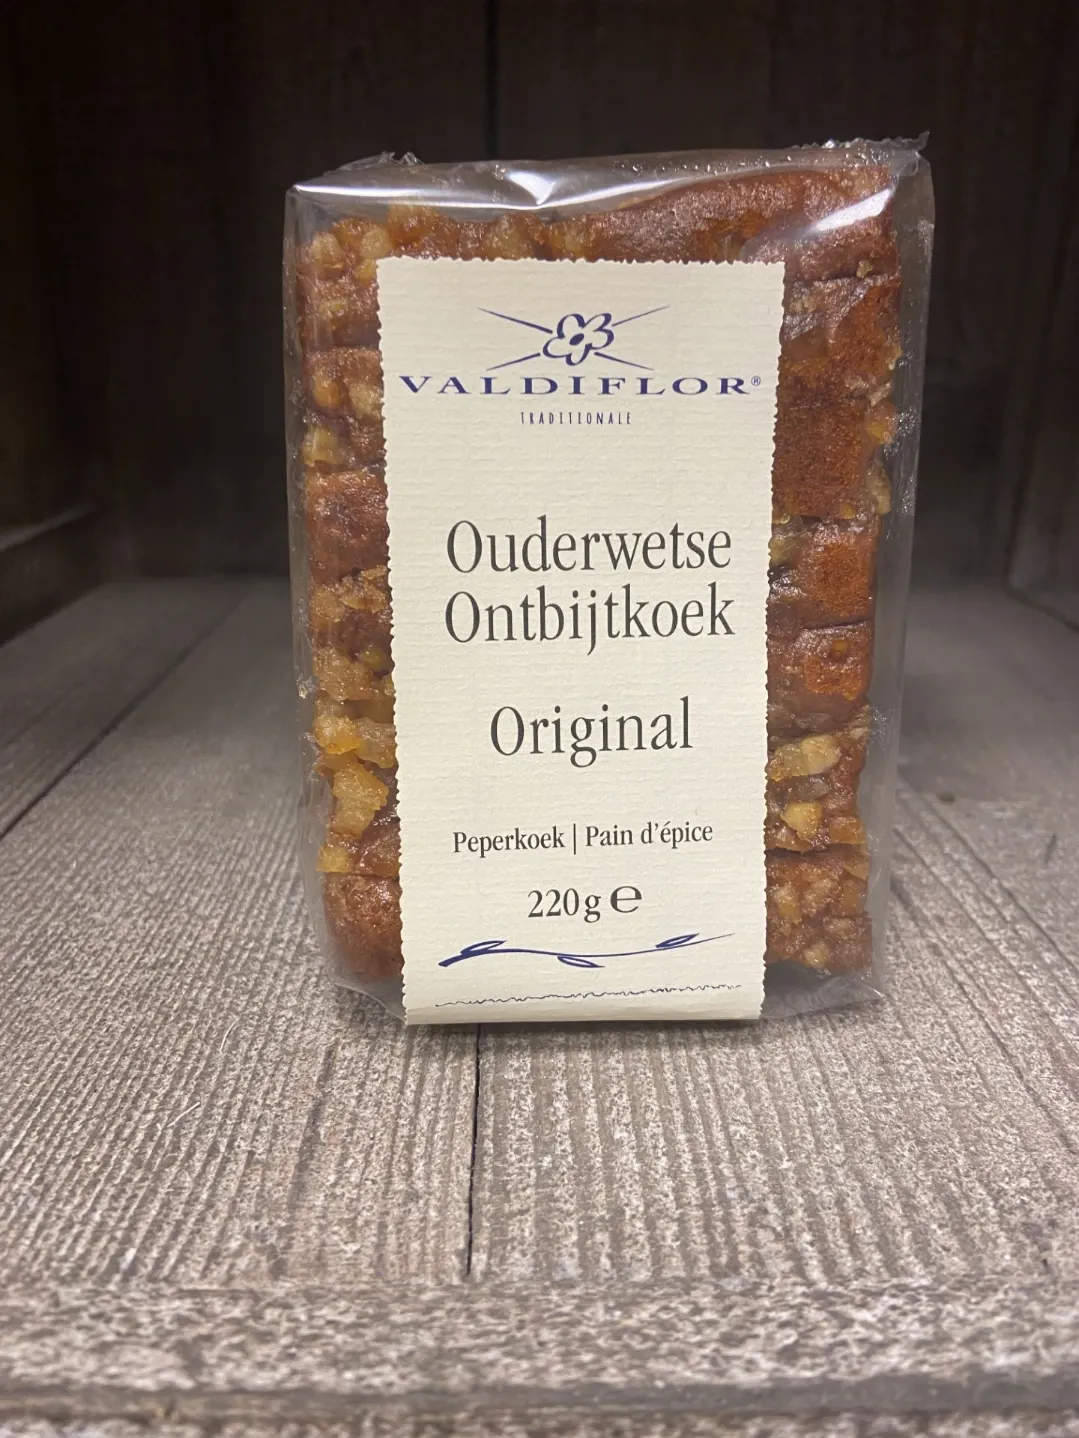 VALDIFLOR®
TRADITIONALE
Ouderwetse
Ontbijtkoek
Original
Peperkoek | Pain d'épice
220g ℮